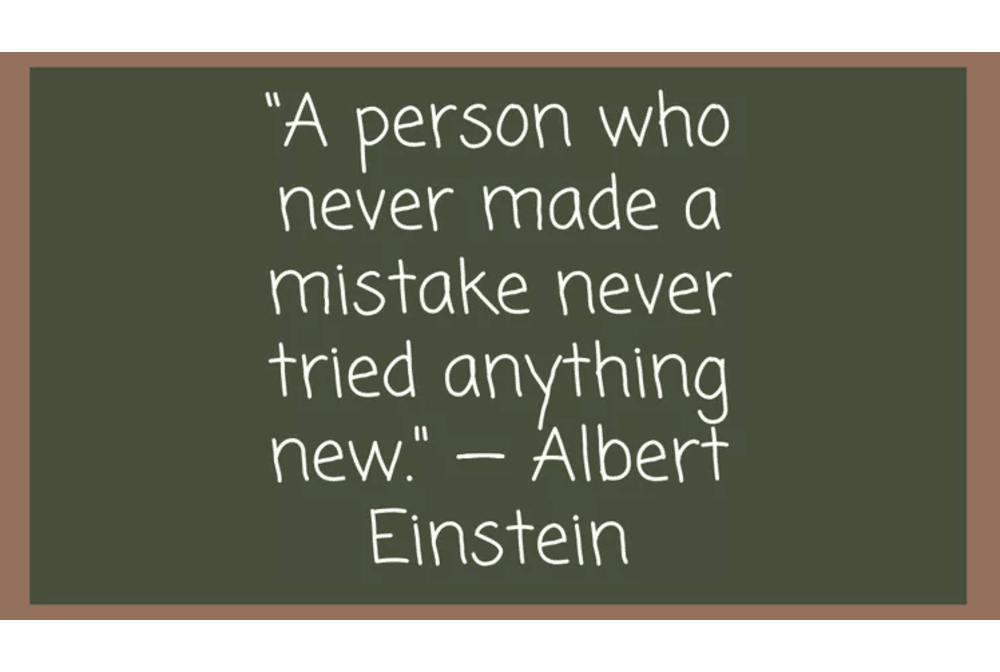 "A person who
never made a
mistake never
tried anything
new." – Albert
Einstein